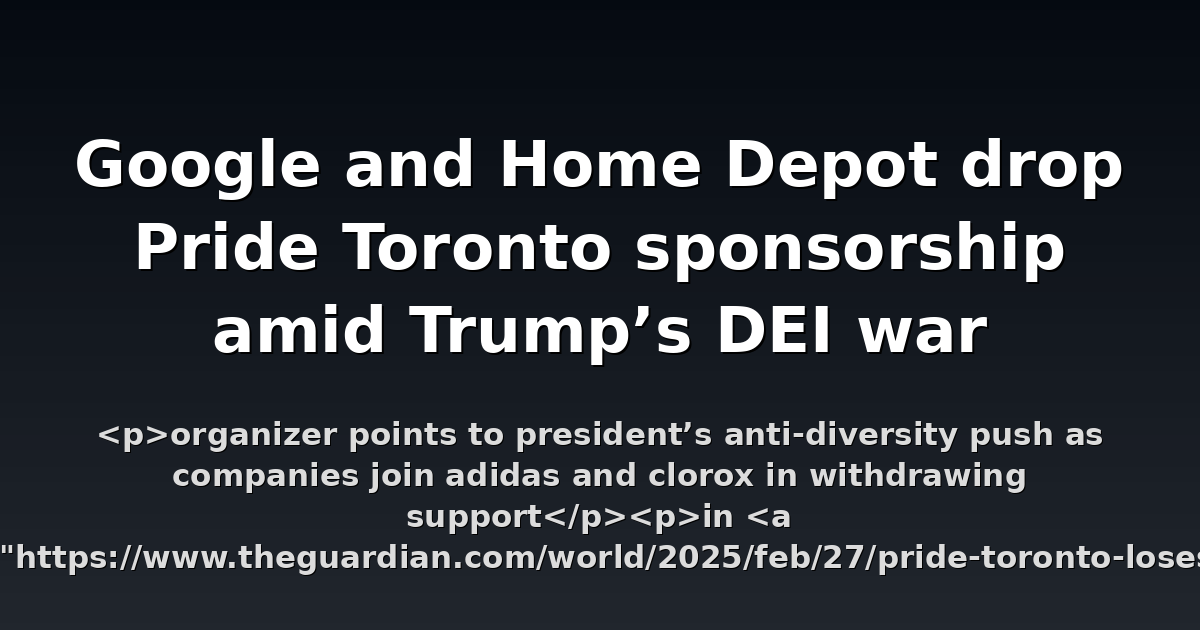 Google and Home Depot drop
Pride Toronto sponsorship
amid Trump’s DEI war
<p>organizer points to president’s anti-diversity push as
companies join adidas and clorox in withdrawing
support</p><p>in <a
"https://www.theguardian.com/world/2025/feb/27/pride-toronto-loses